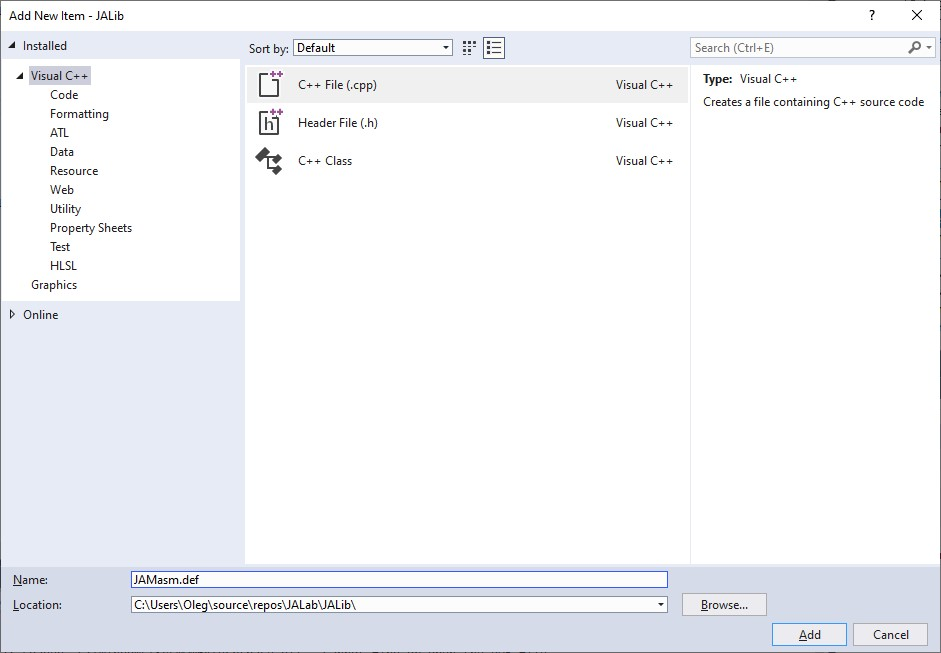 Add New Item - JALib
?
Installed
Sort by: Default
Search (Ctrl+E)
Visual C++
Code
Formatting
ATL
Data
Resource
Web
Utility
Property Sheets
Test
HLSL
Graphics
Online
C++ File (.cpp) Visual C++
Header File (.h) Visual C++
C++ Class Visual C++
Type: Visual C++
Creates a file containing C++ source code
Name: JAMasm.def
Location: C:\Users\Oleg\source\repos\JALab\JALib\
Browse...
Add Cancel